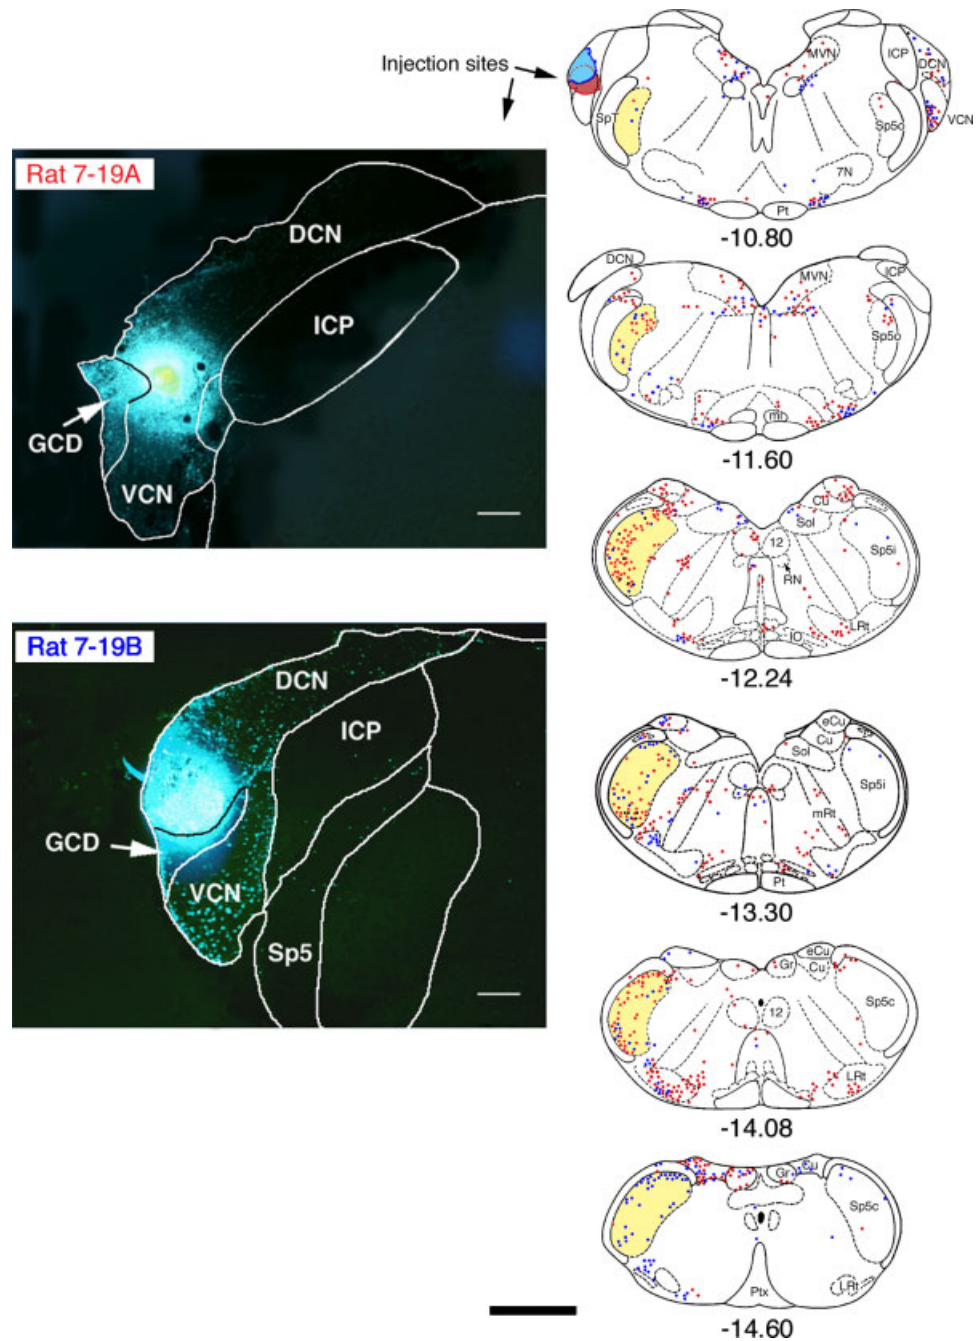 Injection sites
MVN
ICP
DCN
SpT
Sp5o
VCN
7N
Pt
-10.80
Rat 7-19A
DCN
ICP
GCD
VCN
DCN
MVN
ICP
Sp5o
ml
-11.60
Cu
Sol
12
Sp5i
RN
LRt
IO
-12.24
Rat 7-19B
DCN
ICP
GCD
VCN
Sp5
eCu
Cu
Sol
Sp5i
mRt
Pt
-13.30
eCu
Gr
Cu
Sp5c
12
LRt
-14.08
Gr
Cu
Sp5c
Ptx
LRt
-14.60